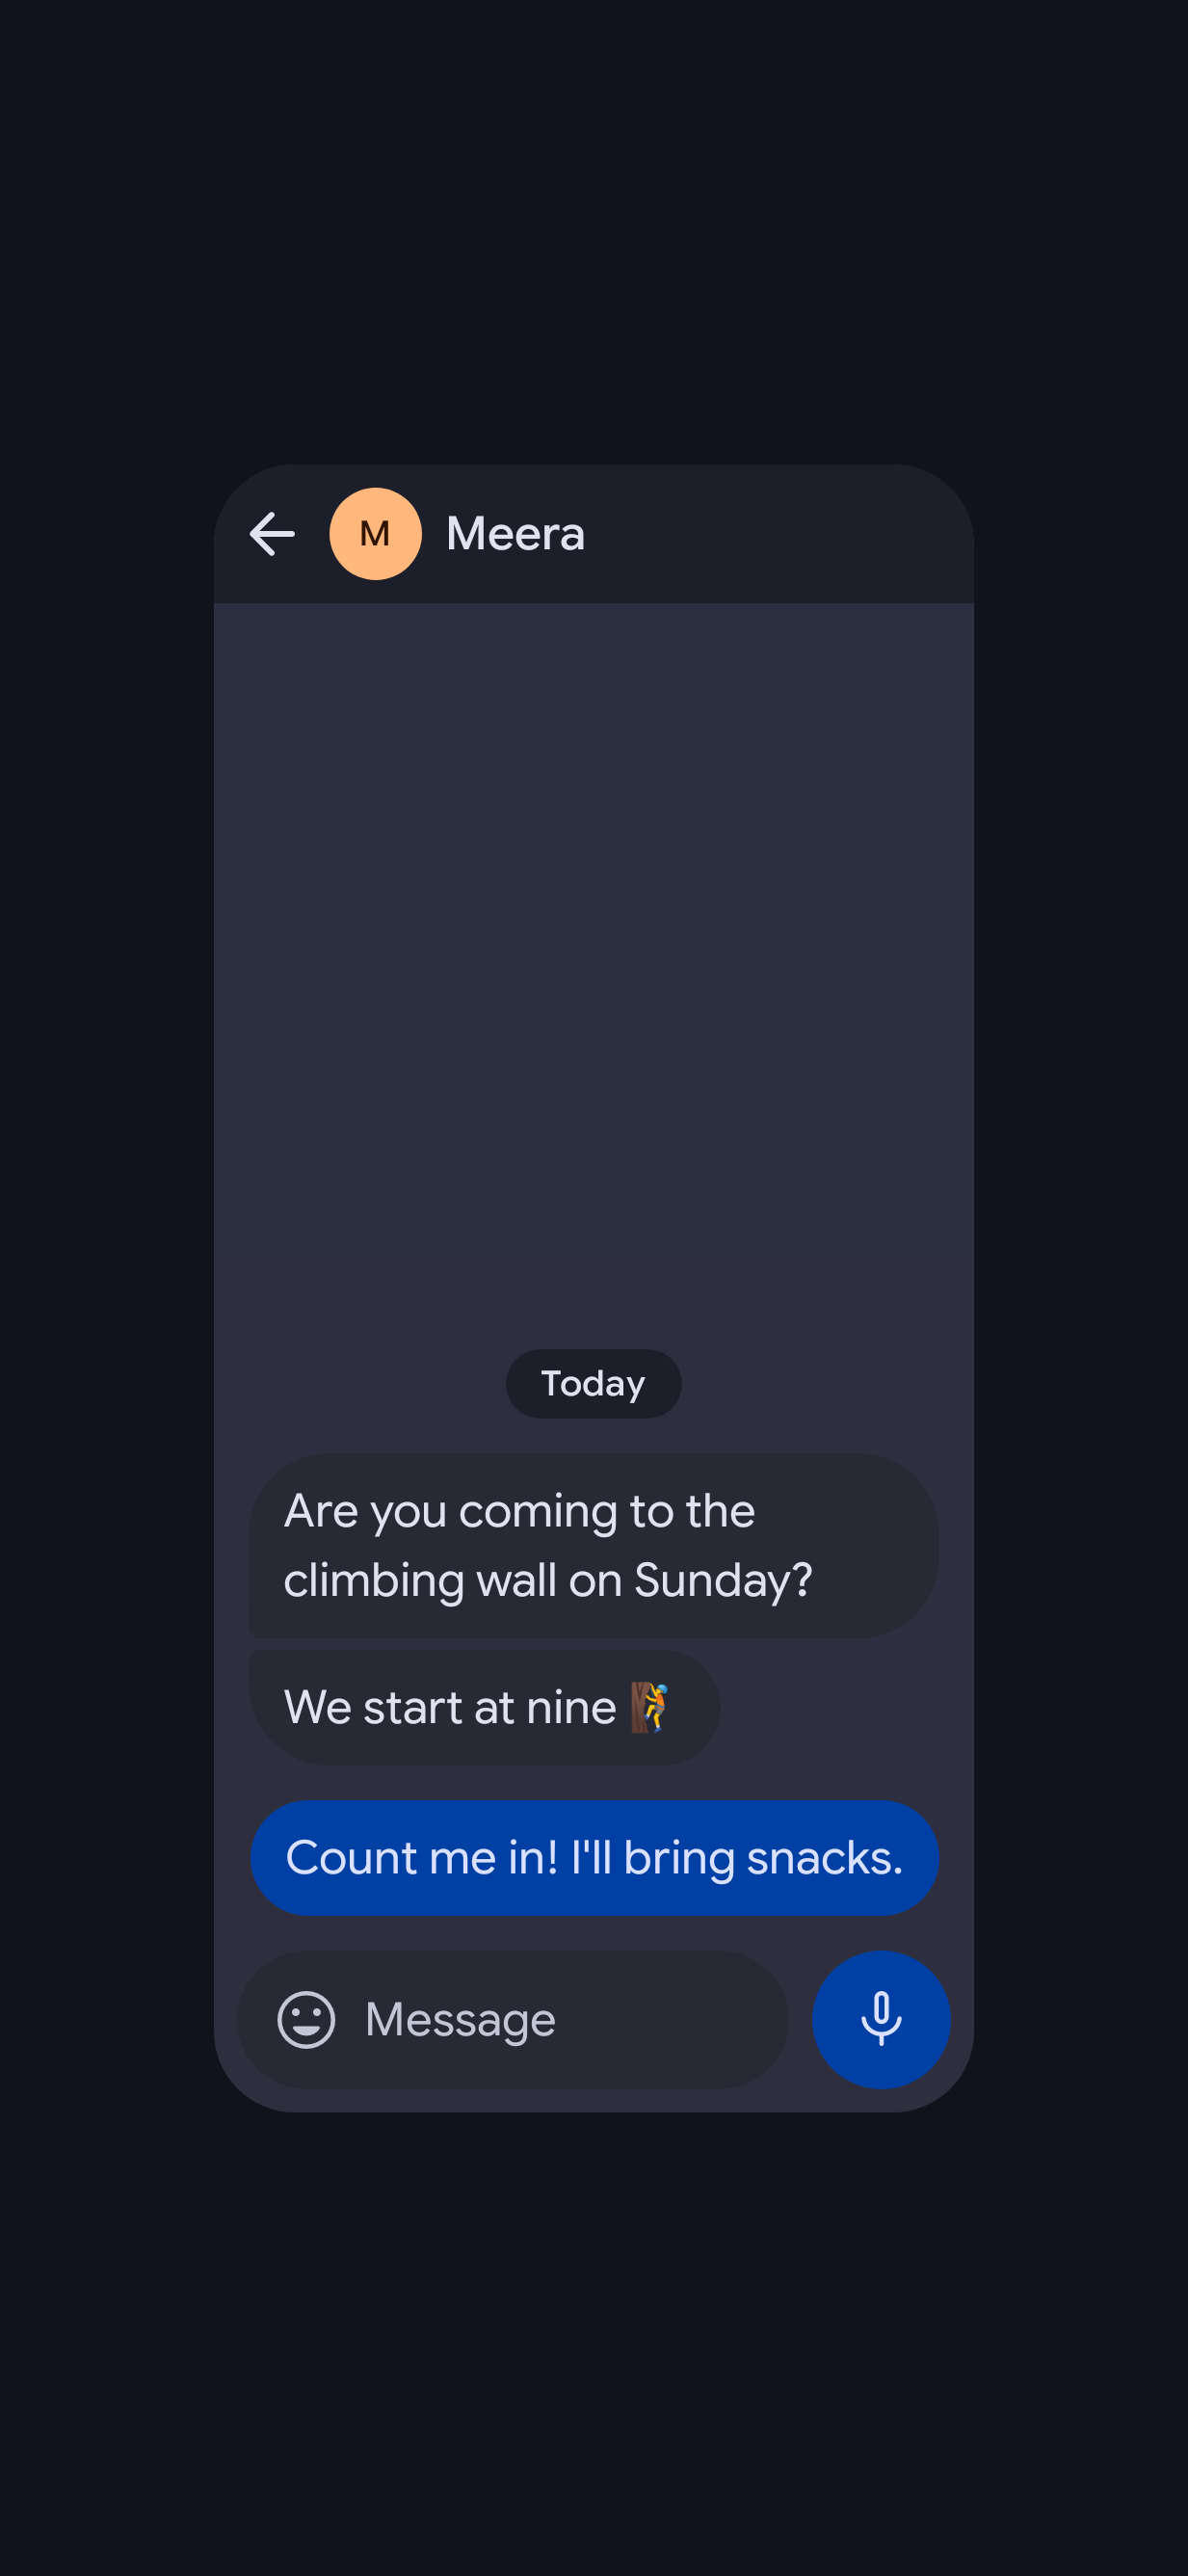 M
Meera
Today
Are you coming to the
climbing wall on Sunday?
We start at nine 🧗
Count me in! I'll bring snacks.
Message